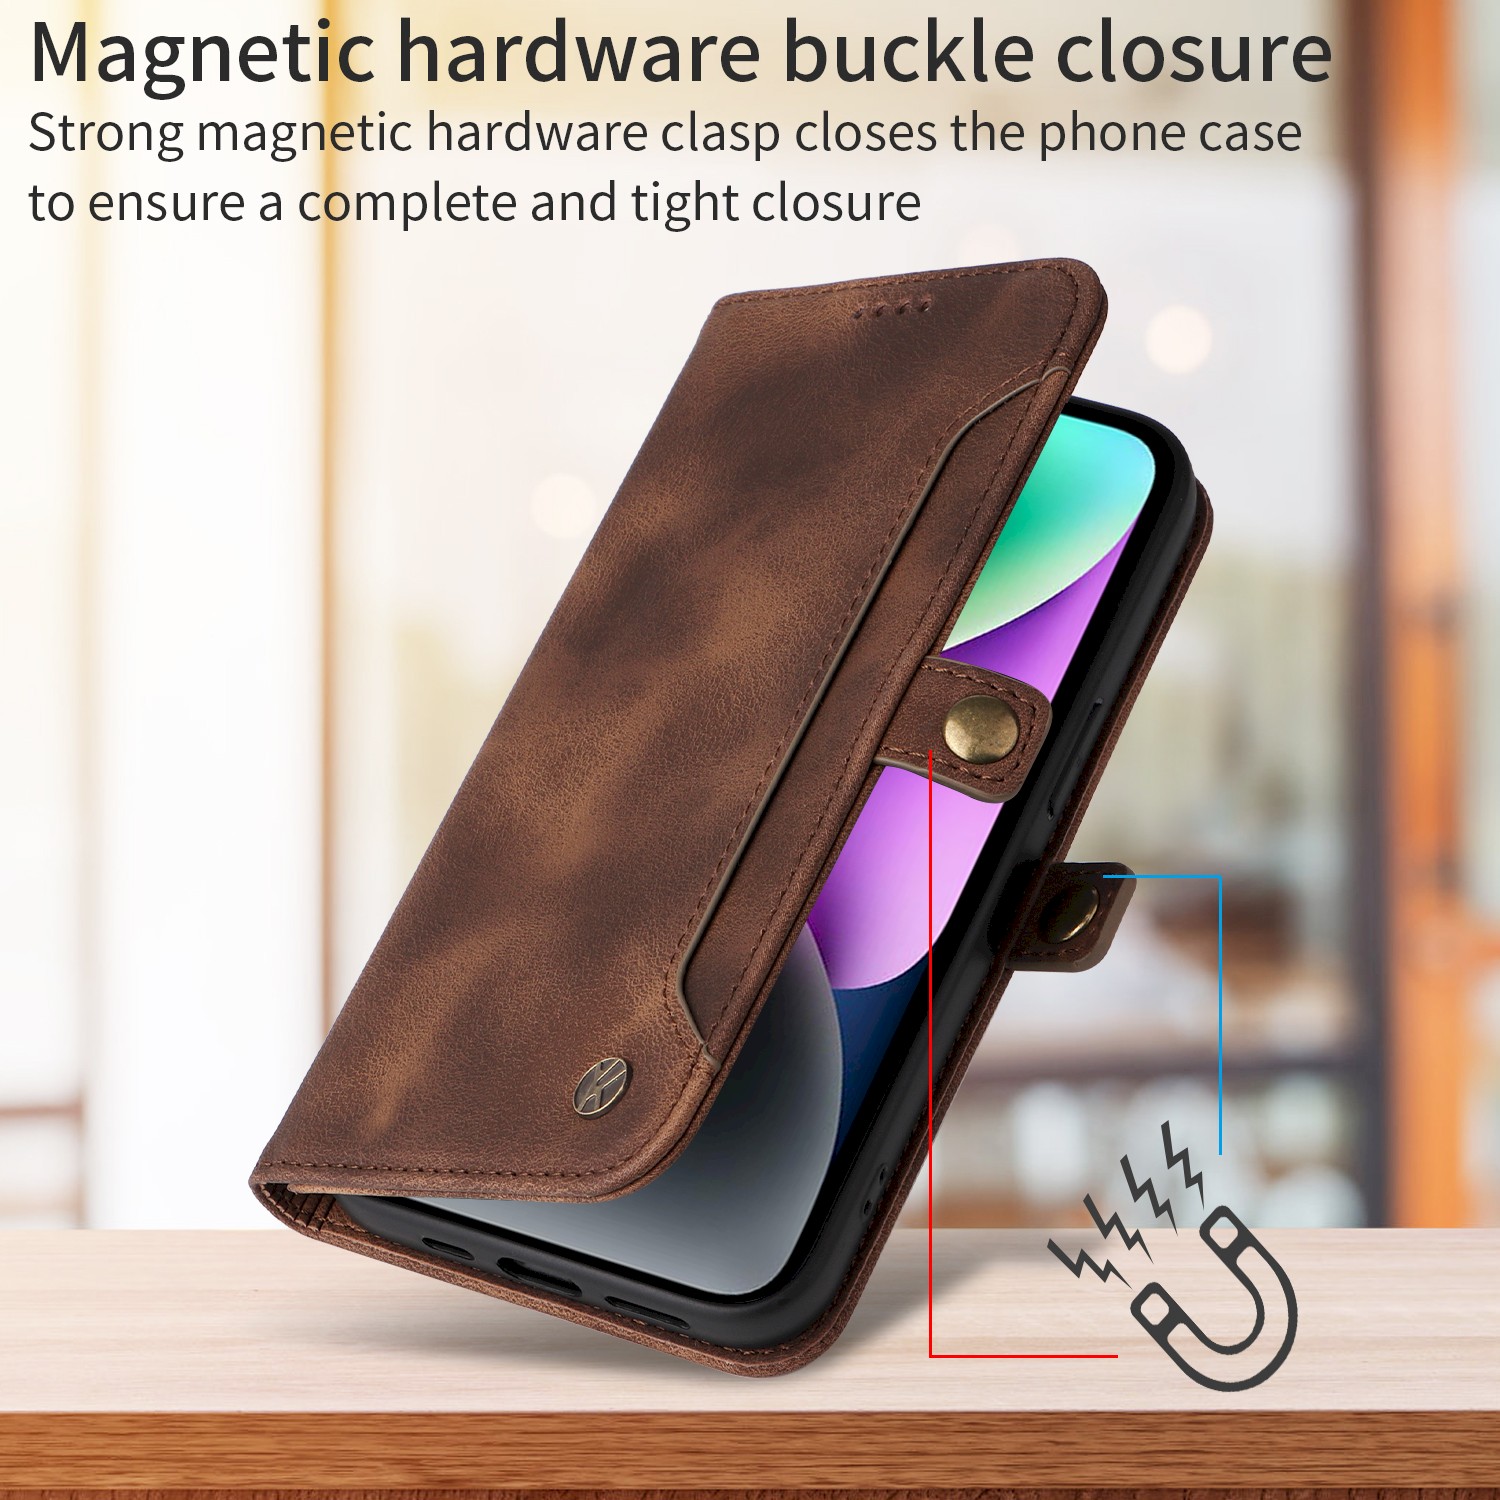 Magnetic hardware buckle closure
Strong magnetic hardware clasp closes the phone case
to ensure a complete and tight closure